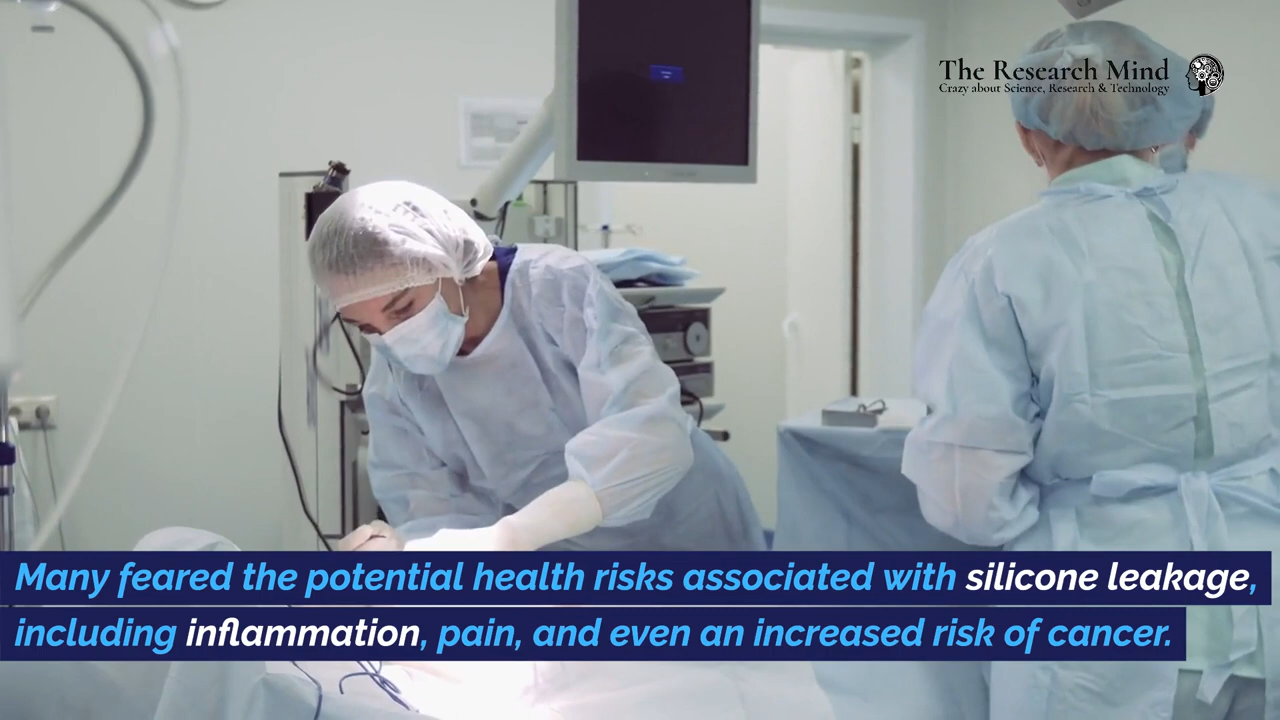 The Research Mind
Crazy about Science, Research & Technology
Many feared the potential health risks associated with silicone leakage,
including inflammation, pain, and even an increased risk of cancer.